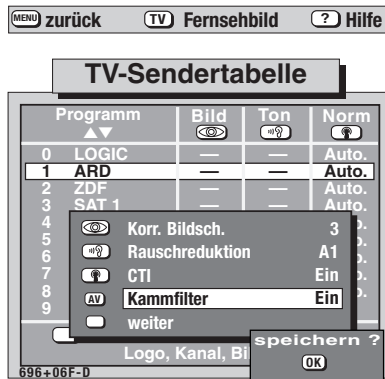 MENU zurück TV Fernsehbild ? Hilfe
TV-Sendertabelle
Programm Bild Ton Norm
0 LOGIC — — Auto.
1 ARD — — Auto.
2 ZDF — — Auto.
3 SAT 1 — — Auto.
4
5
6
7
8
9
Korr. Bildsch. 3
Rauschreduktion A1
CTI Ein
AV Kammfilter Ein
weiter
speichern ?
OK
Logo, Kanal, Bi
696+06F-D